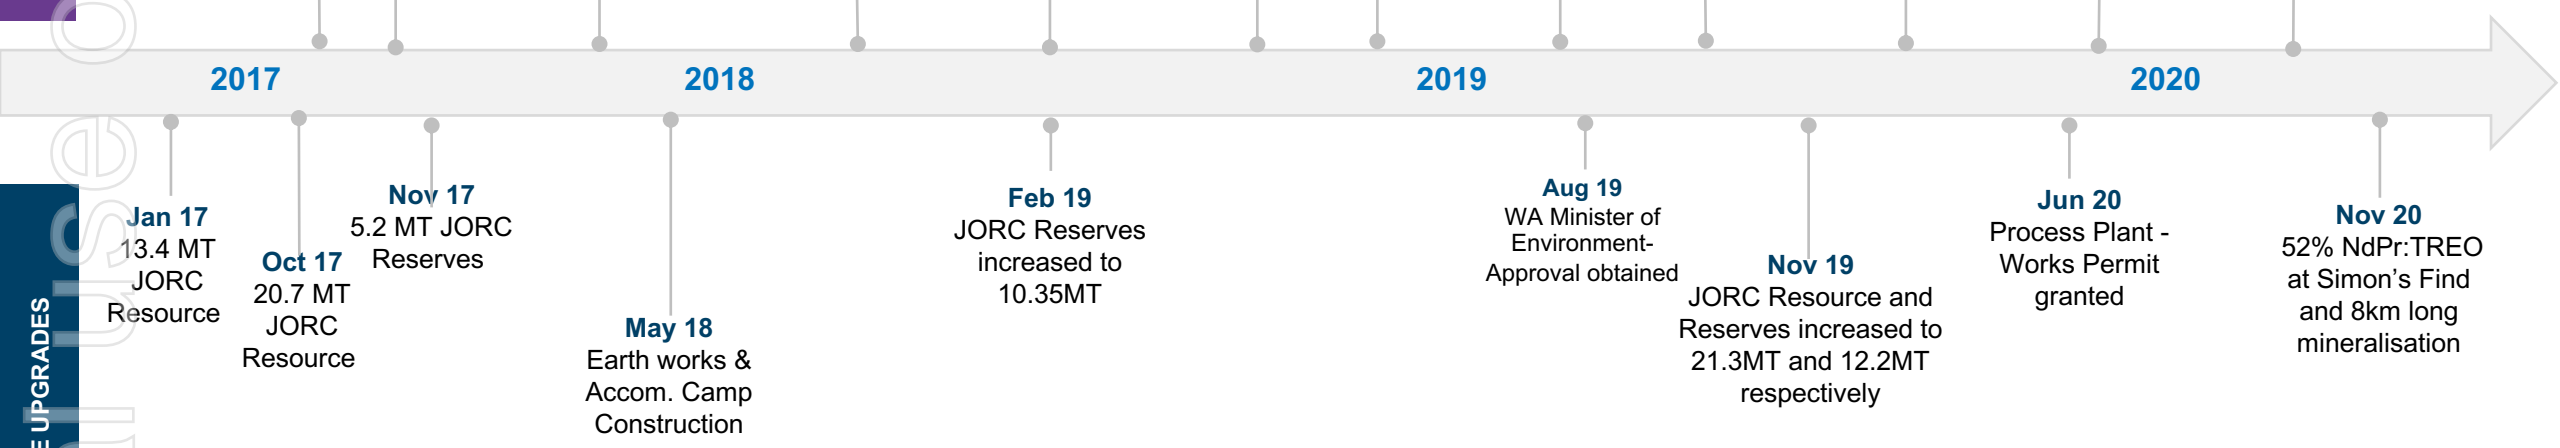 2017
2018
2019
2020
Jan 17
13.4 MT
JORC
Resource
Oct 17
20.7 MT
JORC
Resource
Nov 17
5.2 MT JORC
Reserves
May 18
Earth works &
Accom. Camp
Construction
Feb 19
JORC Reserves
increased to
10.35MT
Aug 19
WA Minister of
Environment-
Approval obtained
Nov 19
JORC Resource and
Reserves increased to
21.3MT and 12.2MT
respectively
Jun 20
Process Plant -
Works Permit
granted
Nov 20
52% NdPr:TREO
at Simon's Find
and 8km long
mineralisation
UPGRADES
use